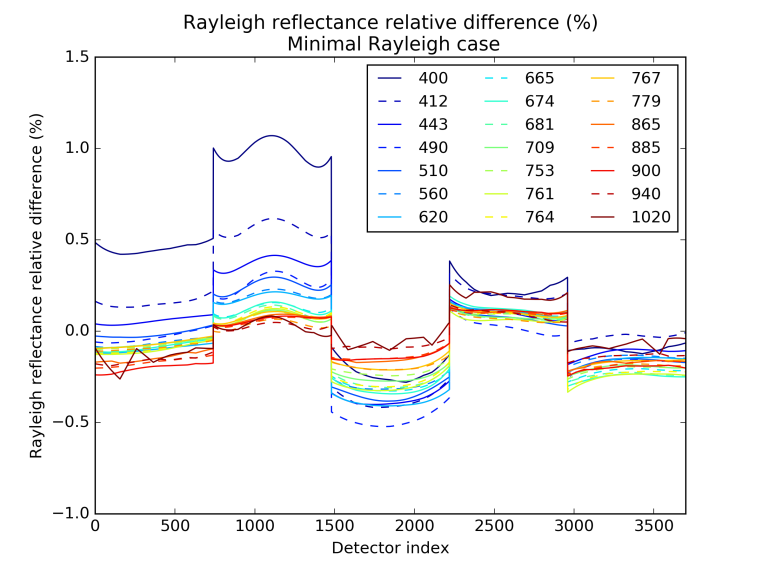 Rayleigh reflectance relative difference (%)
Minimal Rayleigh case
Rayleigh reflectance relative difference (%)
1.5
1.0
0.5
0.0
−0.5
−1.0
400 665 767
412 674 779
443 681 865
490 709 885
510 753 900
560 761 940
620 764 1020
0 500 1000 1500 2000 2500 3000 3500
Detector index